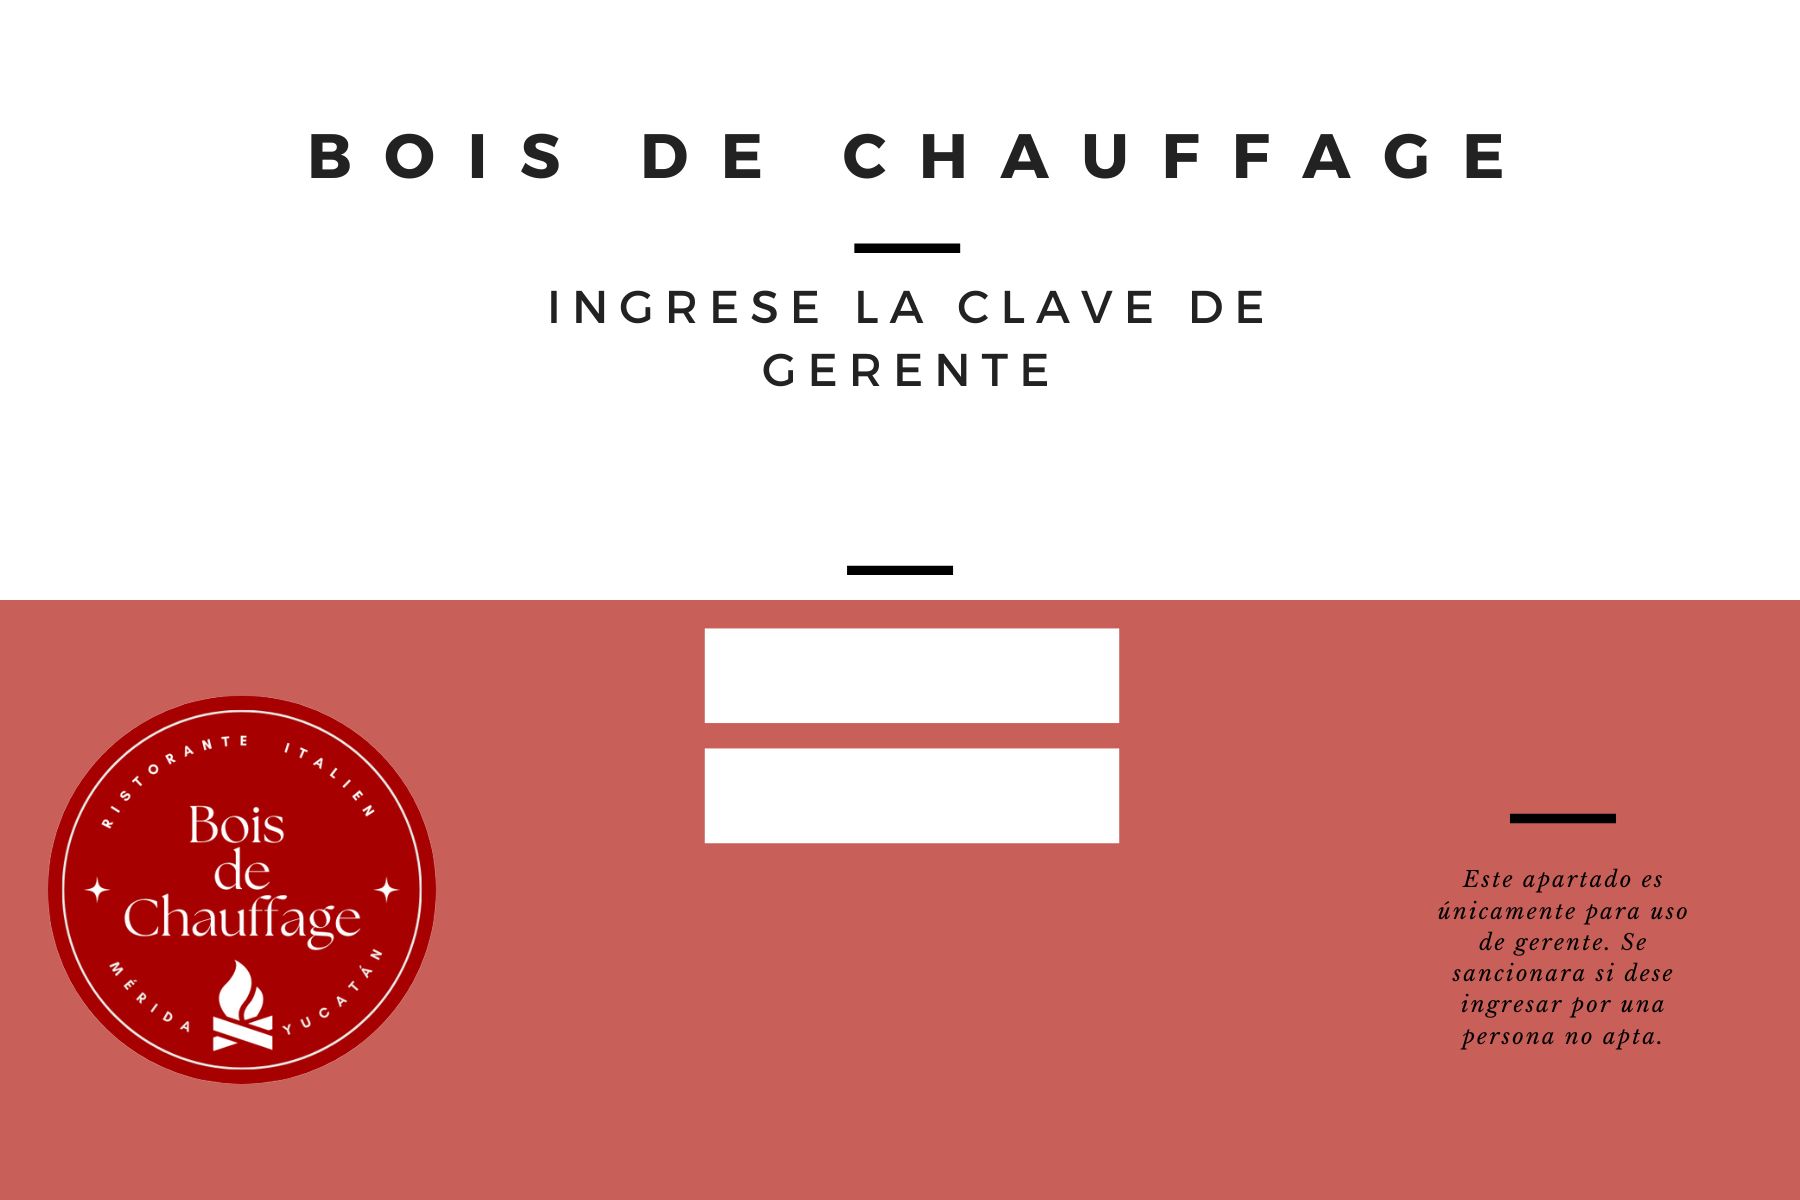 BOIS DE CHAUFFAGE
INGRESE LA CLAVE DE
GERENTE
RISTORANTE ITALIEN
Bois
de
Chauffage
MÉRIDA YUCATÁN
Este apartado es
únicamente para uso
de gerente. Se
sancionara si dese
ingresar por una
persona no apta.